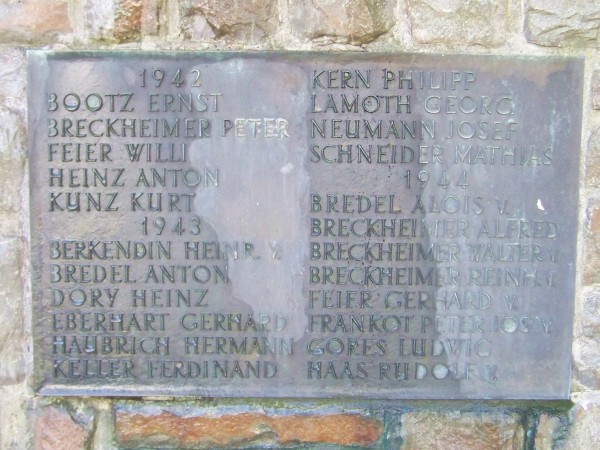 1942
BOOTZ ERNST
BRECKHEIMER PETER
FEIER WILLI
HEINZ ANTON
KUNZ KURT
1943
BERKENDIN HEINR. V.
BREDEL ANTON
DORY HEINZ
EBERHART GERHARD
HAUBRICH HERMANN
KELLER FERDINAND
KERN PHILIPP
LAMOTH GEORG
NEUMANN JOSEF
SCHNEIDER MATHIAS
1944
BREDEL ALOIS V.
BRECKHEIMER ALFRED
BRECKHEIMER WALTER V.
BRECKHEIMER REINH. V.
FEIER GERHARD V.
FRANKOT PETER JOS. V.
GÖRES LUDWIG
HAAS RUDOLF V.